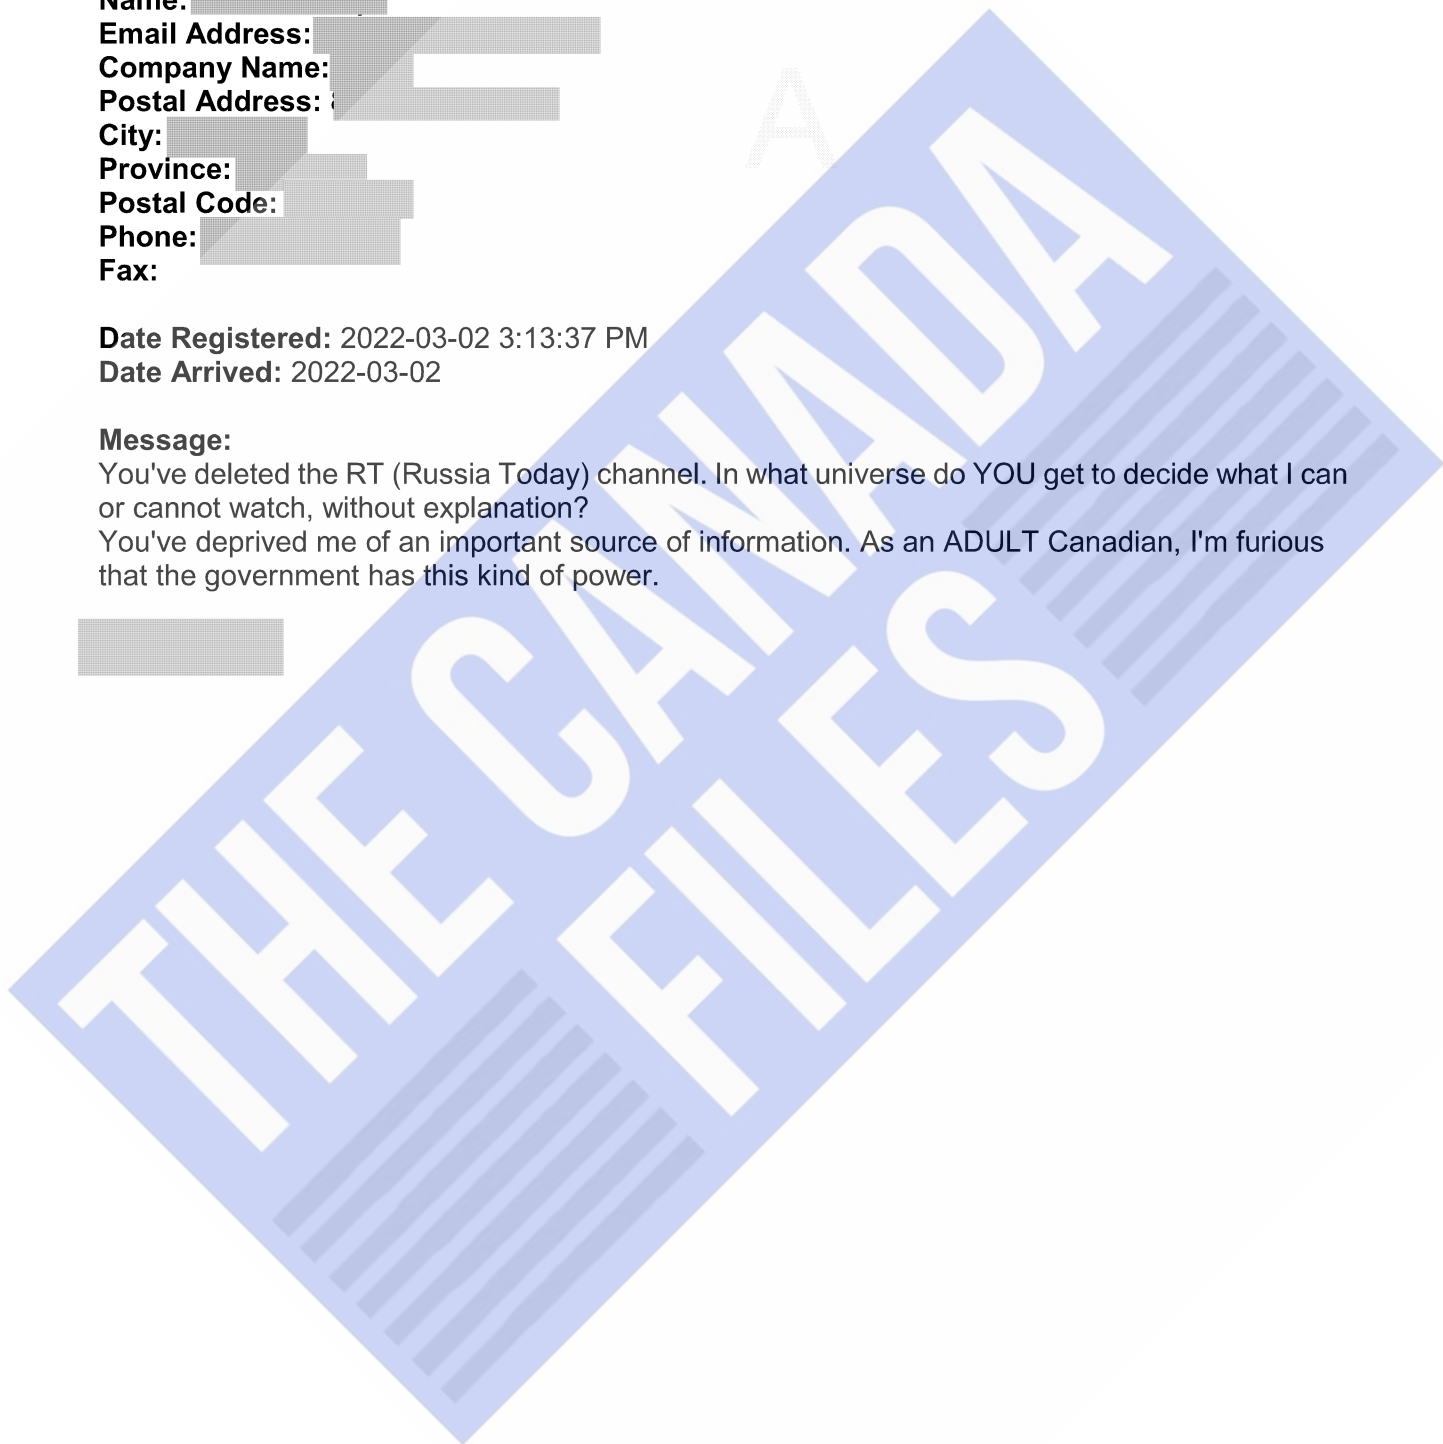 Name:
Email Address:
Company Name:
Postal Address:
City:
Province:
Postal Code:
Phone:
Fax:
Date Registered: 2022-03-02 3:13:37 PM
Date Arrived: 2022-03-02
Message:
You've deleted the RT (Russia Today) channel. In what universe do YOU get to decide what I can
or cannot watch, without explanation?
You've deprived me of an important source of information. As an ADULT Canadian, I'm furious
that the government has this kind of power.
A
THE CANADA
FILES